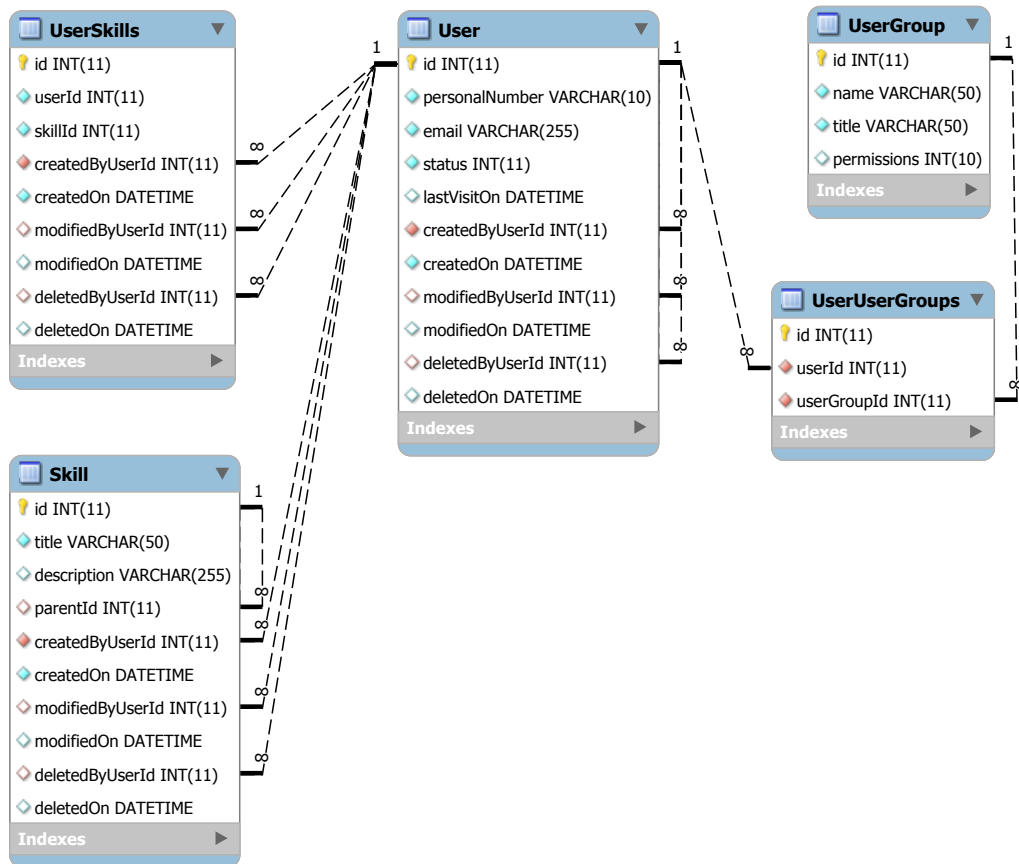 UserSkills
id INT(11)
userId INT(11)
skillId INT(11)
createdByUserId INT(11)
createdOn DATETIME
modifiedByUserId INT(11)
modifiedOn DATETIME
deletedByUserId INT(11)
deletedOn DATETIME
Indexes
∞
∞
∞
1
User
id INT(11)
personalNumber VARCHAR(10)
email VARCHAR(255)
status INT(11)
lastVisitOn DATETIME
createdByUserId INT(11)
createdOn DATETIME
modifiedByUserId INT(11)
modifiedOn DATETIME
deletedByUserId INT(11)
deletedOn DATETIME
Indexes
1
∞
∞
∞
UserGroup
id INT(11)
name VARCHAR(50)
title VARCHAR(50)
permissions INT(10)
Indexes
1
UserUserGroups
id INT(11)
userId INT(11)
userGroupId INT(11)
Indexes
∞
∞
Skill
id INT(11)
title VARCHAR(50)
description VARCHAR(255)
parentId INT(11)
createdByUserId INT(11)
createdOn DATETIME
modifiedByUserId INT(11)
modifiedOn DATETIME
deletedByUserId INT(11)
deletedOn DATETIME
Indexes
1
∞
∞
∞
∞